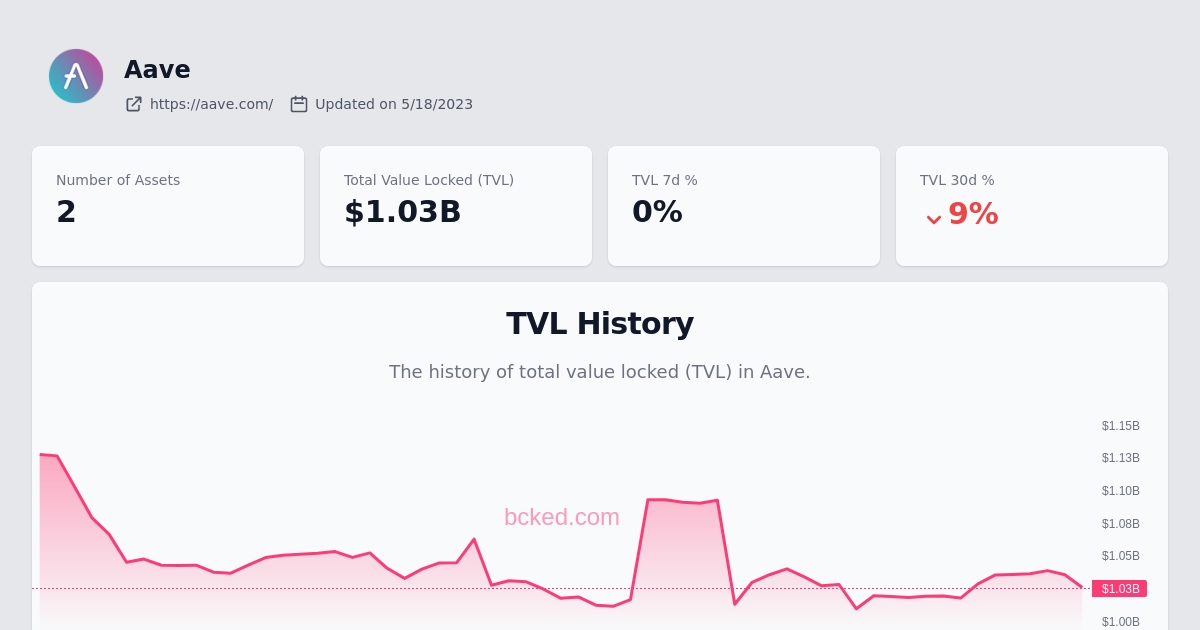 Aave
https://aave.com/ Updated on 5/18/2023
Number of Assets
2
Total Value Locked (TVL)
$1.03B
TVL 7d %
0%
TVL 30d %
9%
TVL History
The history of total value locked (TVL) in Aave.
$1.15B
$1.13B
$1.10B
bcked.com
$1.08B
$1.05B
$1.03B
$1.00B